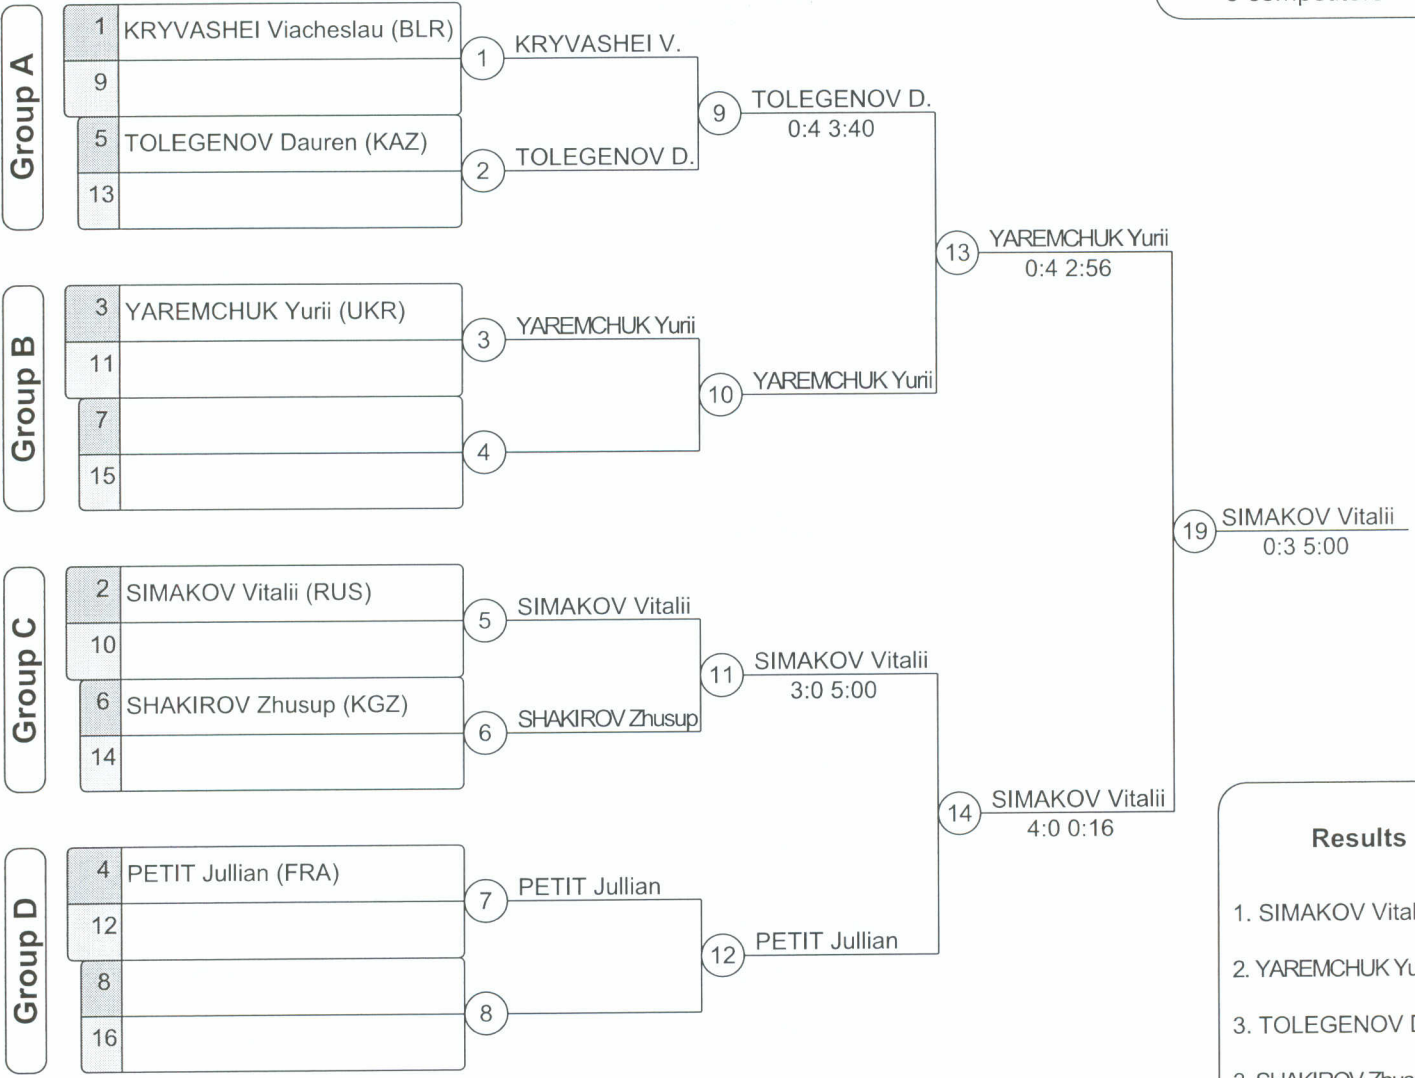 Group A
1 KRYVASHEI Viacheslau (BLR)
9
5 TOLEGENOV Dauren (KAZ)
13
1 KRYVASHEI V.
2 TOLEGENOV D.
9 TOLEGENOV D.
0:4 3:40
Group B
3 YAREMCHUK Yurii (UKR)
11
7
15
3 YAREMCHUK Yurii
4
10 YAREMCHUK Yurii
13 YAREMCHUK Yurii
0:4 2:56
Group C
2 SIMAKOV Vitalii (RUS)
10
6 SHAKIROV Zhusup (KGZ)
14
5 SIMAKOV Vitalii
6 SHAKIROV Zhusup
11 SIMAKOV Vitalii
3:0 5:00
Group D
4 PETIT Jullian (FRA)
12
8
16
7 PETIT Jullian
8
12 PETIT Jullian
14 SIMAKOV Vitalii
4:0 0:16
19 SIMAKOV Vitalii
0:3 5:00
Results
1. SIMAKOV
2. YAREMCHUK
3. TOLEGENOV